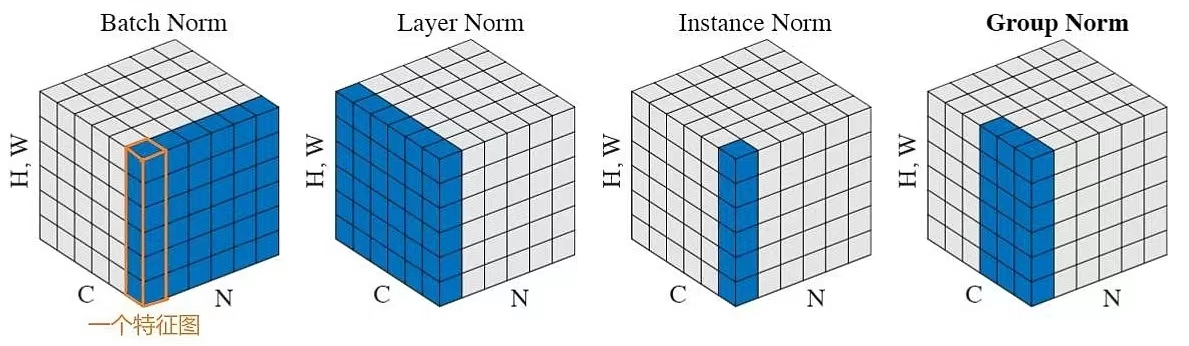 Batch Norm
Layer Norm
Instance Norm
Group Norm
H, W
H, W
H, W
H, W
C
N
C
N
C
N
C
N
一个特征图